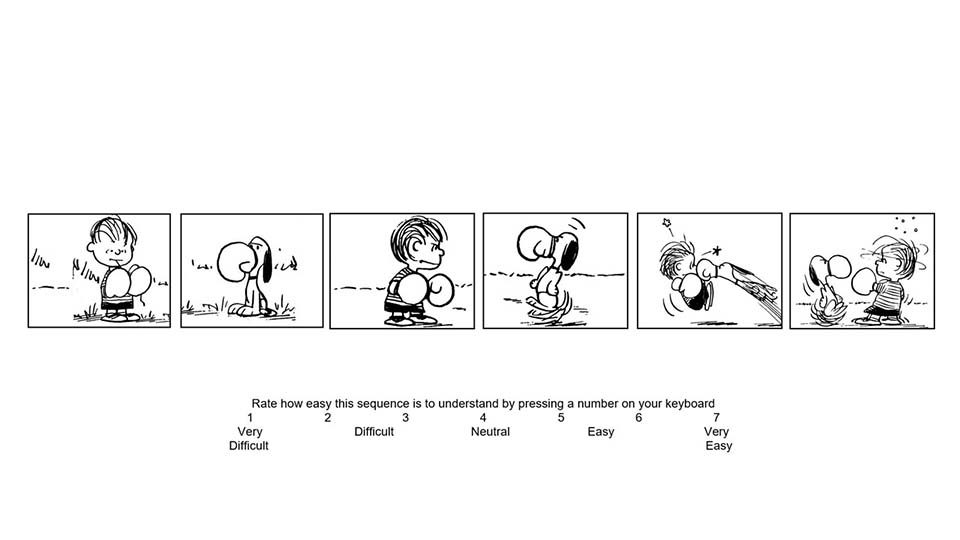 Rate how easy this sequence is to understand by pressing a number on your keyboard
1 2 3 4 5 6 7
Very Difficult Neutral Easy Very
Difficult Easy